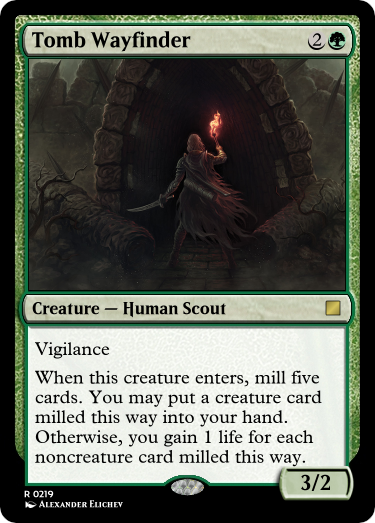 Tomb Wayfinder 2
Creature — Human Scout
Vigilance
When this creature enters, mill five
cards. You may put a creature card
milled this way into your hand.
Otherwise, you gain 1 life for each
noncreature card milled this way.
3/2
R 0219
Alexander Elichev